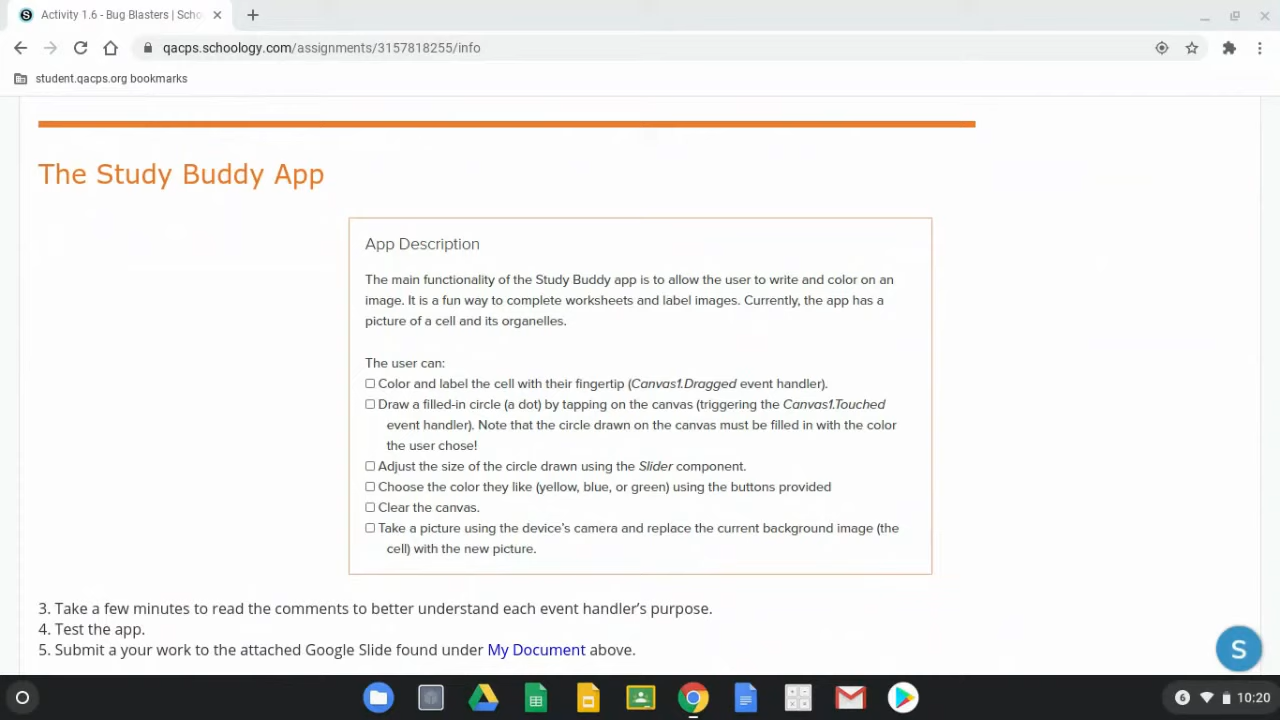 Activity 1.6 - Bug Blasters | Scho
qacps.schoology.com/assignments/3157818255/info
student.qacps.org bookmarks
The Study Buddy App
App Description
The main functionality of the Study Buddy app is to allow the user to write and color on an
image. It is a fun way to complete worksheets and label images. Currently, the app has a
picture of a cell and its organelles.
The user can:
Color and label the cell with their fingertip (Canvas1.Dragged event handler).
Draw a filled-in circle (a dot) by tapping on the canvas (triggering the Canvas1.Touched
event handler). Note that the circle drawn on the canvas must be filled in with the color
the user chose!
Adjust the size of the circle drawn using the Slider component.
Choose the color they like (yellow, blue, or green) using the buttons provided
Clear the canvas.
Take a picture using the device's camera and replace the current background image (the
cell) with the new picture.
3. Take a few minutes to read the comments to better understand each event handler's purpose.
4. Test the app.
5. Submit a your work to the attached Google Slide found under My Document above.
S
6 10:20